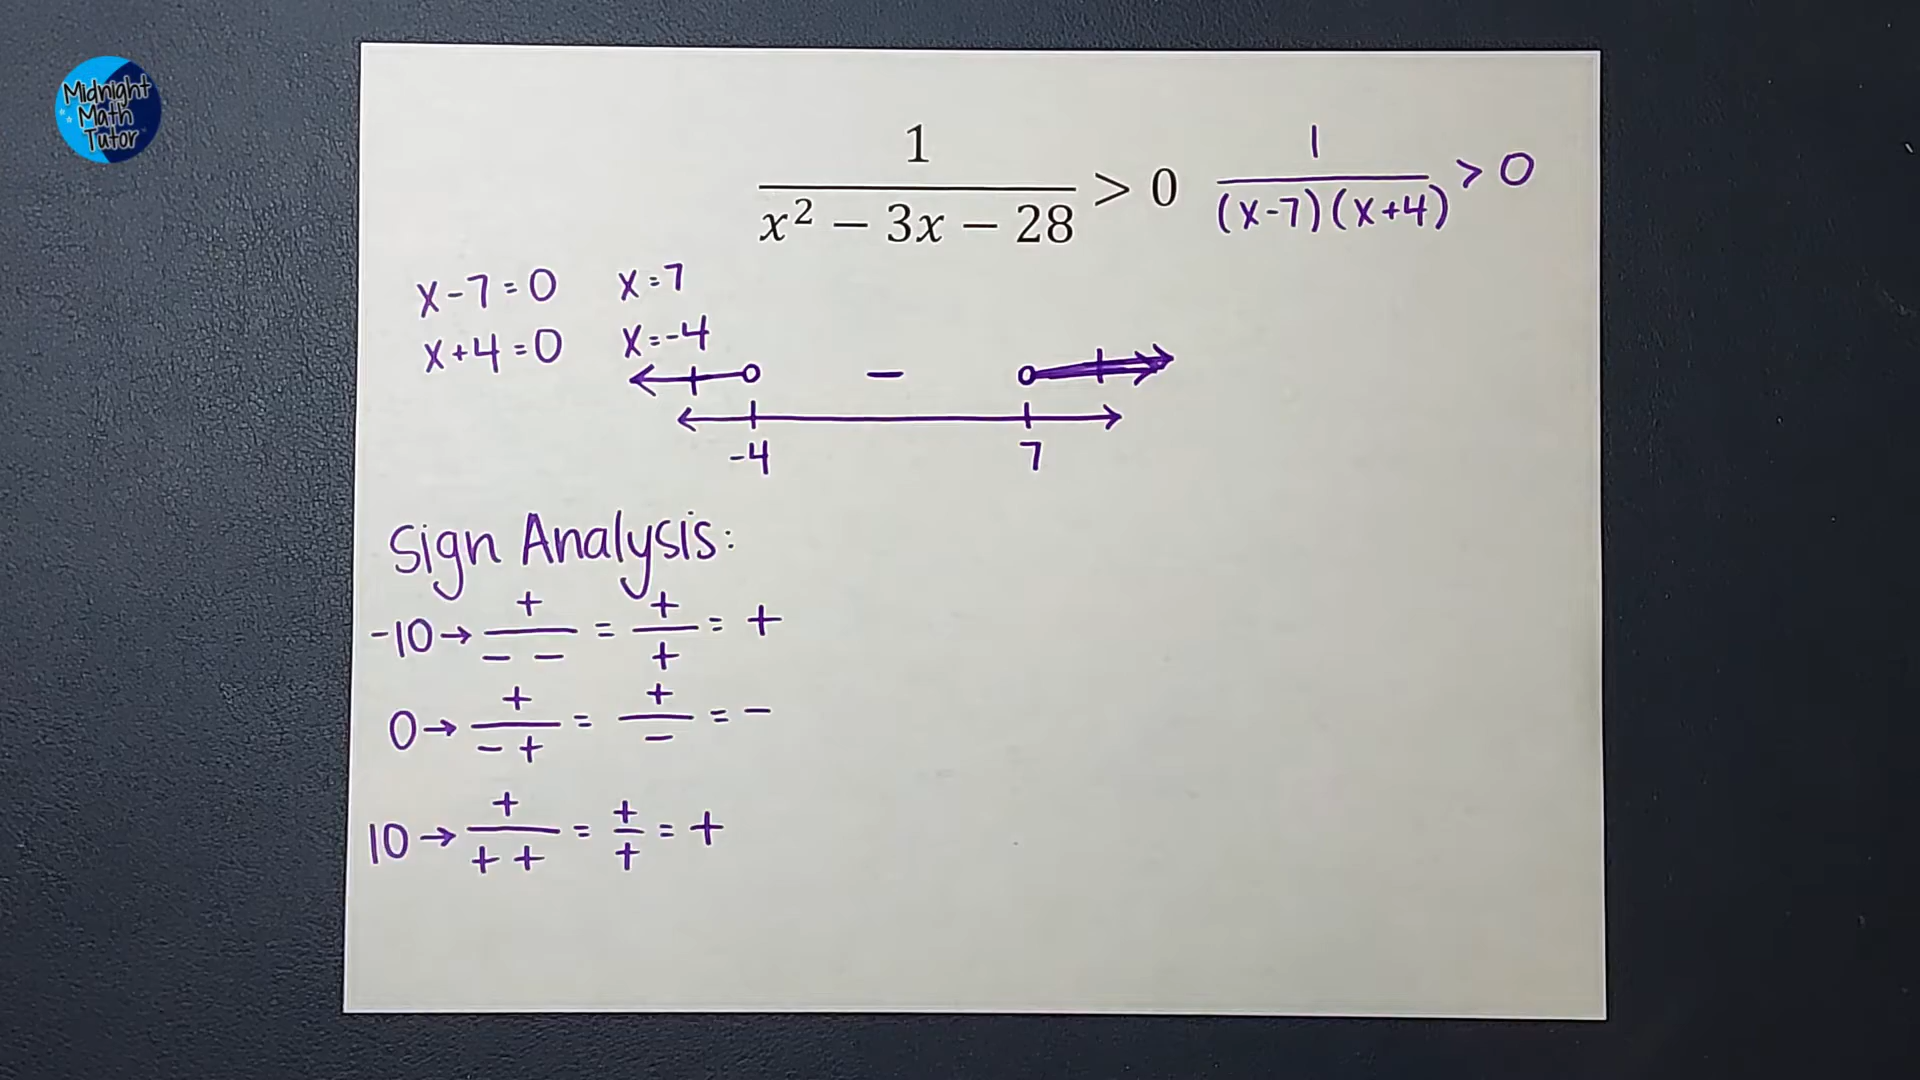 Midnight
Math
Tutor
1/(x² − 3x − 28) > 0
1/((x-7)(x+4)) > 0
x-7=0 x=7
x+4=0 x=-4
−
-4 7
Sign Analysis:
-10→ +/(− −) = +/+ = +
0→ +/(− +) = +/− = −
10→ +/(+ +) = +/+ = +